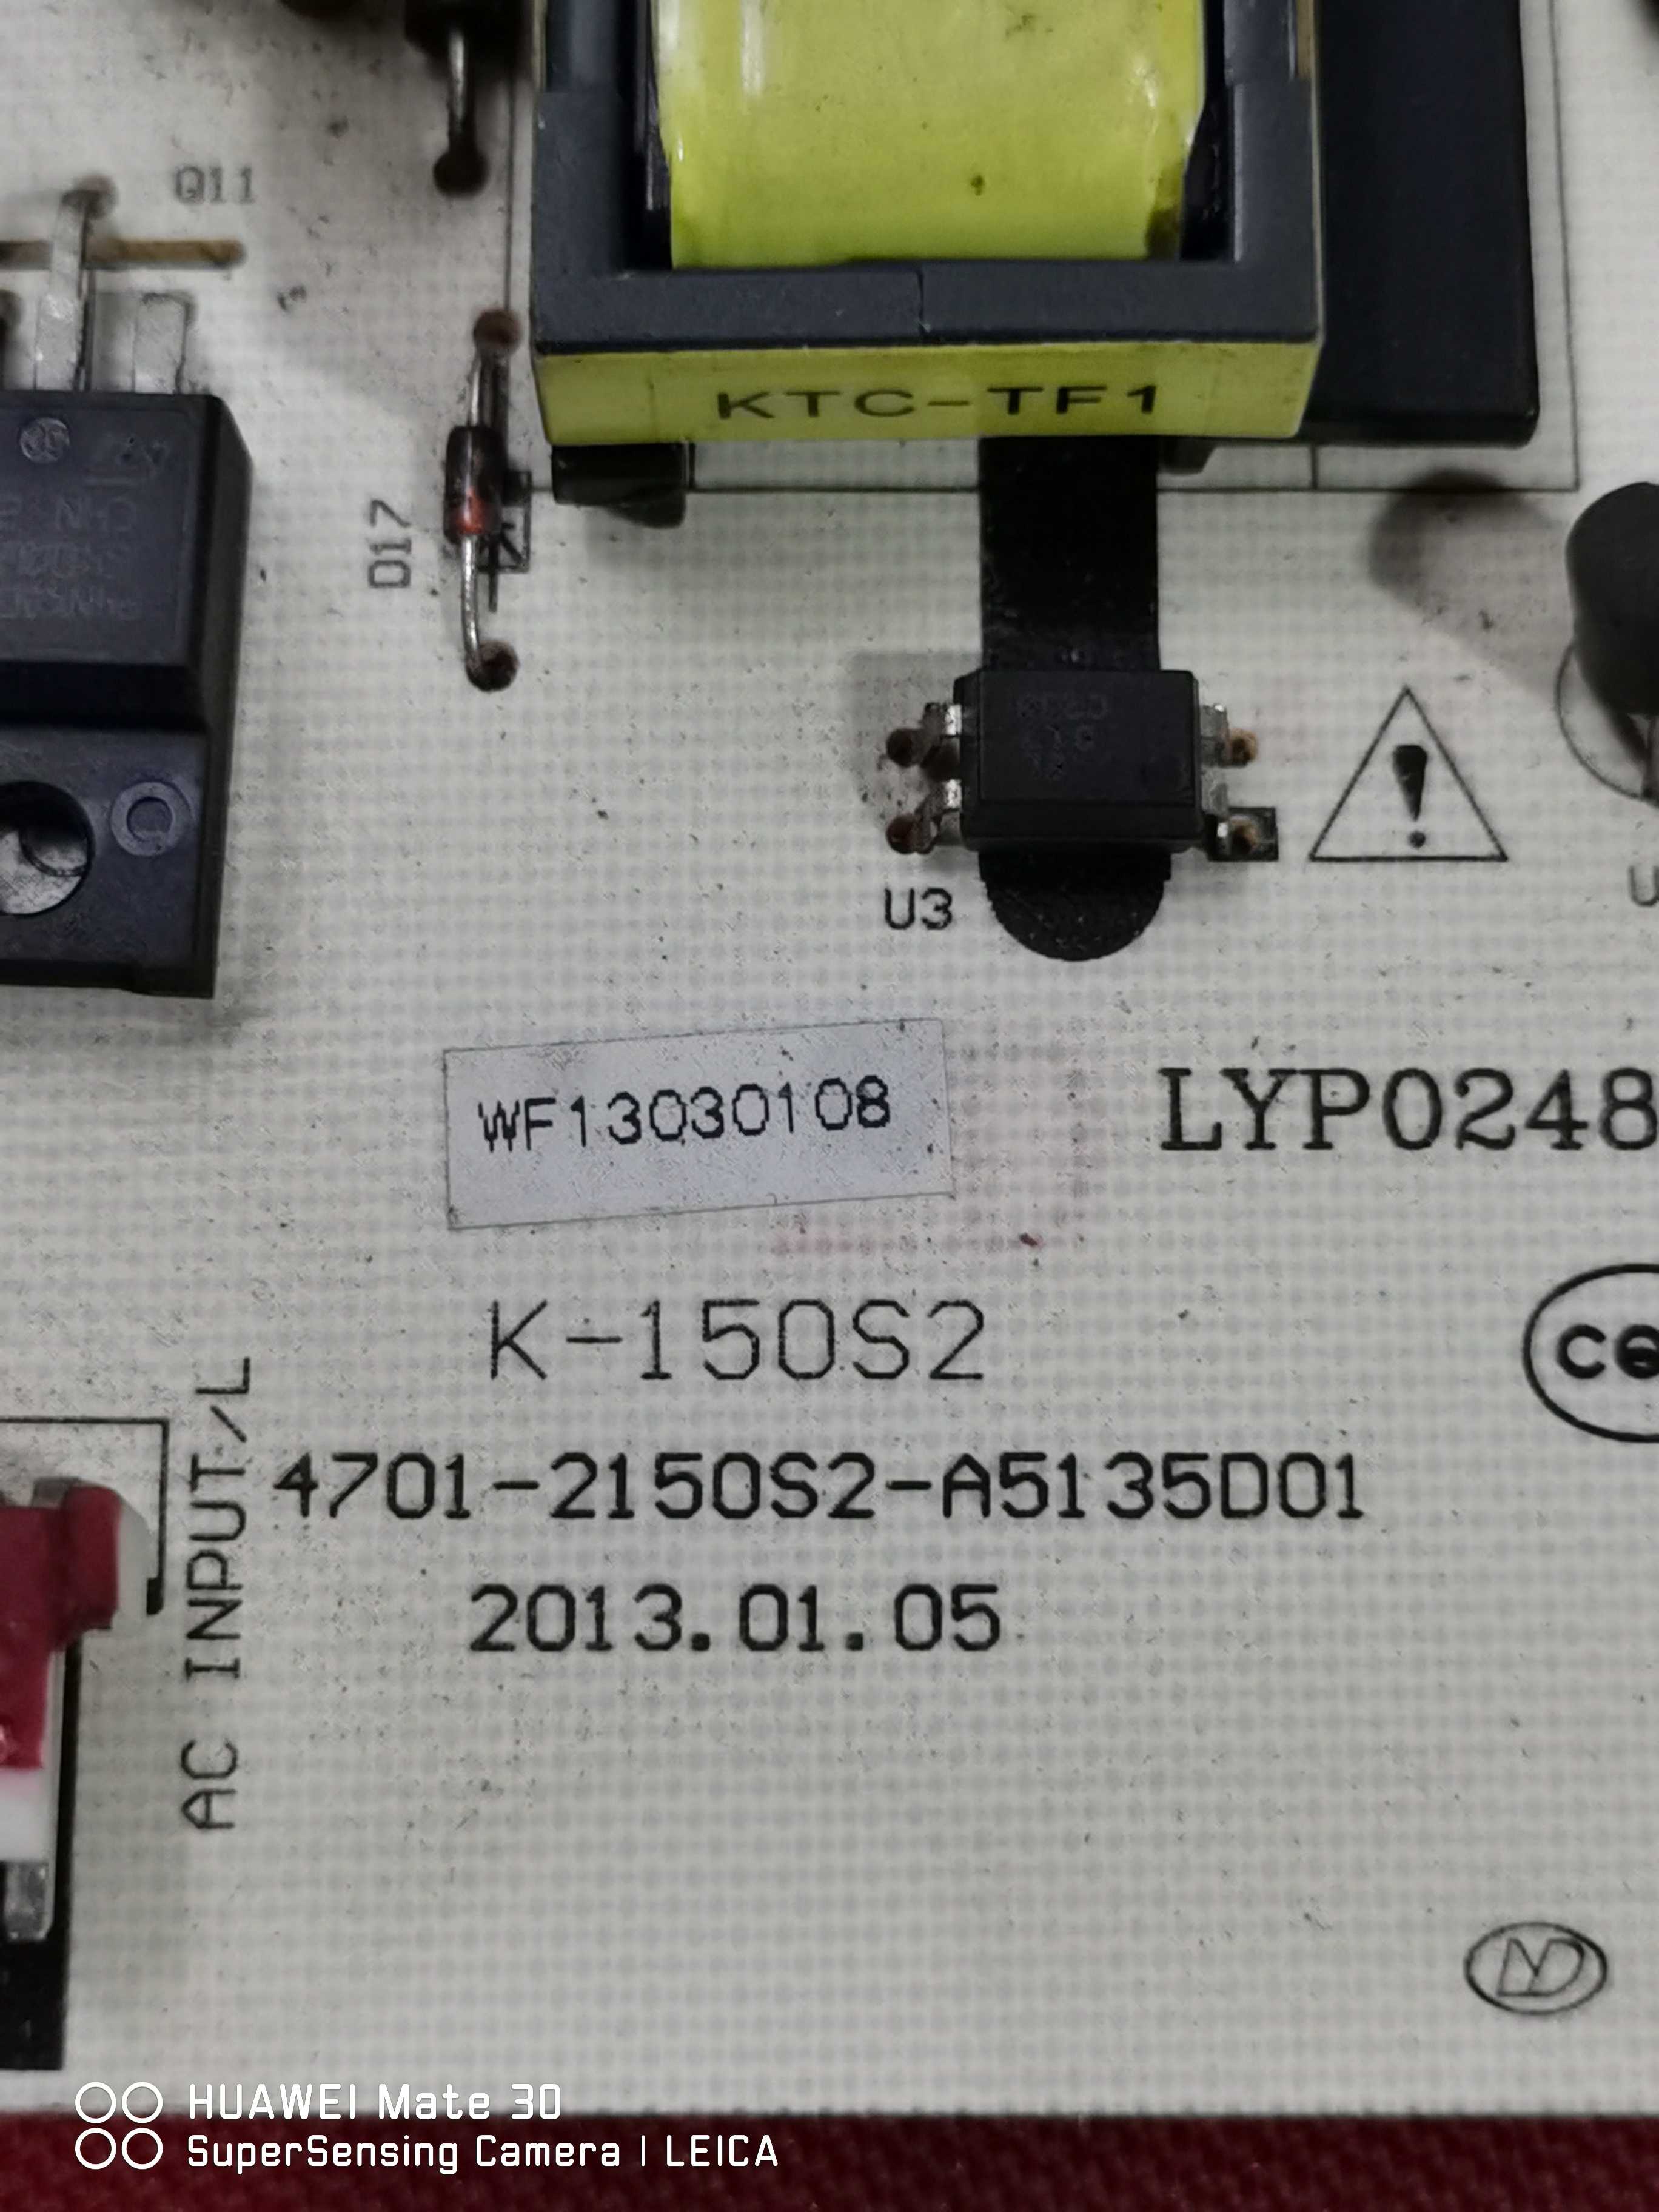 Q11
KTC-TF1
D17
U3
WF13030108
LYP0248
K-150S2
AC INPUT/L
4701-2150S2-A5135D01
2013.01.05
HUAWEI Mate 30
SuperSensing Camera | LEICA